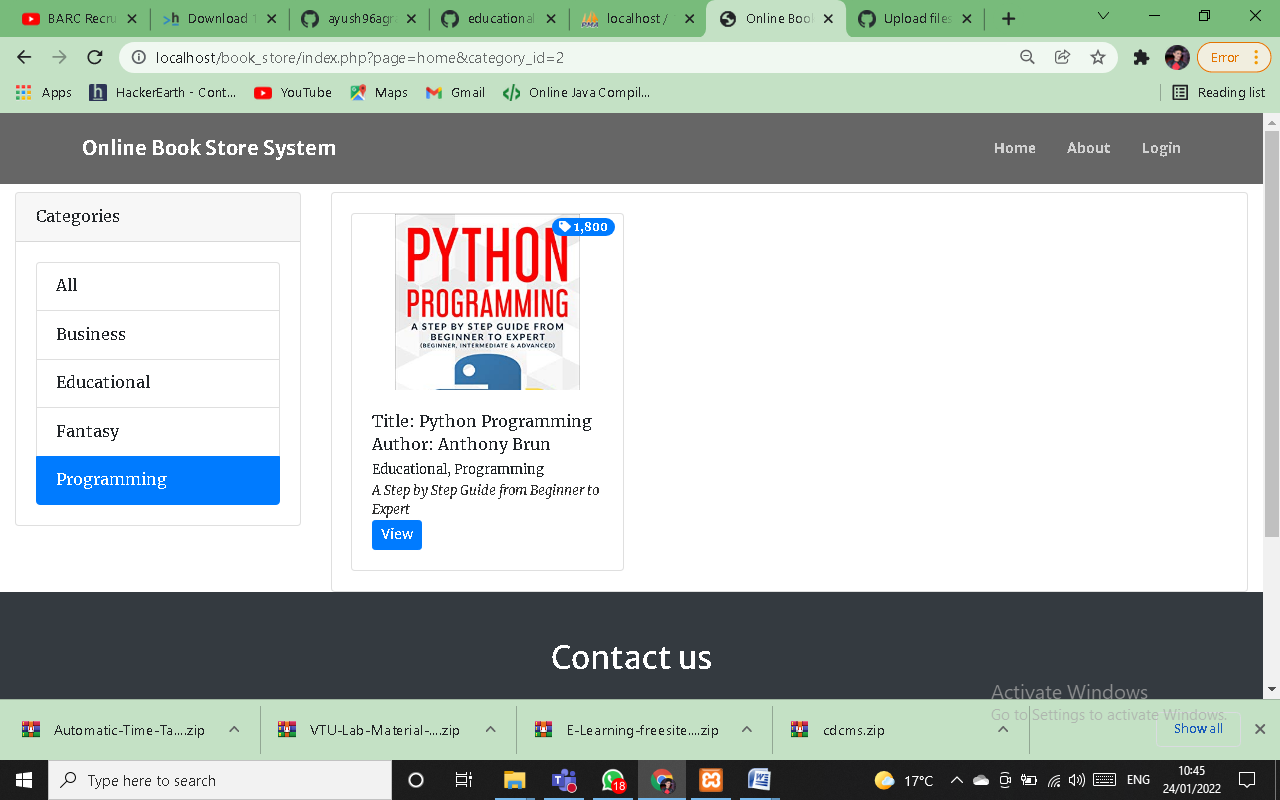 BARC Recru
Download 1
ayush96agra
educational
localhost /
Online Book
Upload files
localhost/book_store/index.php?page=home&category_id=2
Error
Apps
HackerEarth - Cont...
YouTube
Maps
Gmail
Online Java Compil...
Reading list
Online Book Store System
Home
About
Login
Categories
All
Business
Educational
Fantasy
Programming
1,800
PYTHON
PROGRAMMING
A STEP BY STEP GUIDE FROM
BEGINNER TO EXPERT
(BEGINNER, INTERMEDIATE & ADVANCED)
Title: Python Programming
Author: Anthony Brun
Educational, Programming
A Step by Step Guide from Beginner to
Expert
View
Contact us
Activate Windows
Go to Settings to activate Windows.
Automatic-Time-Ta....zip
VTU-Lab-Material-....zip
E-Learning-freesite....zip
cdcms.zip
Show all
Type here to search
18
17°C
ENG
10:45
24/01/2022